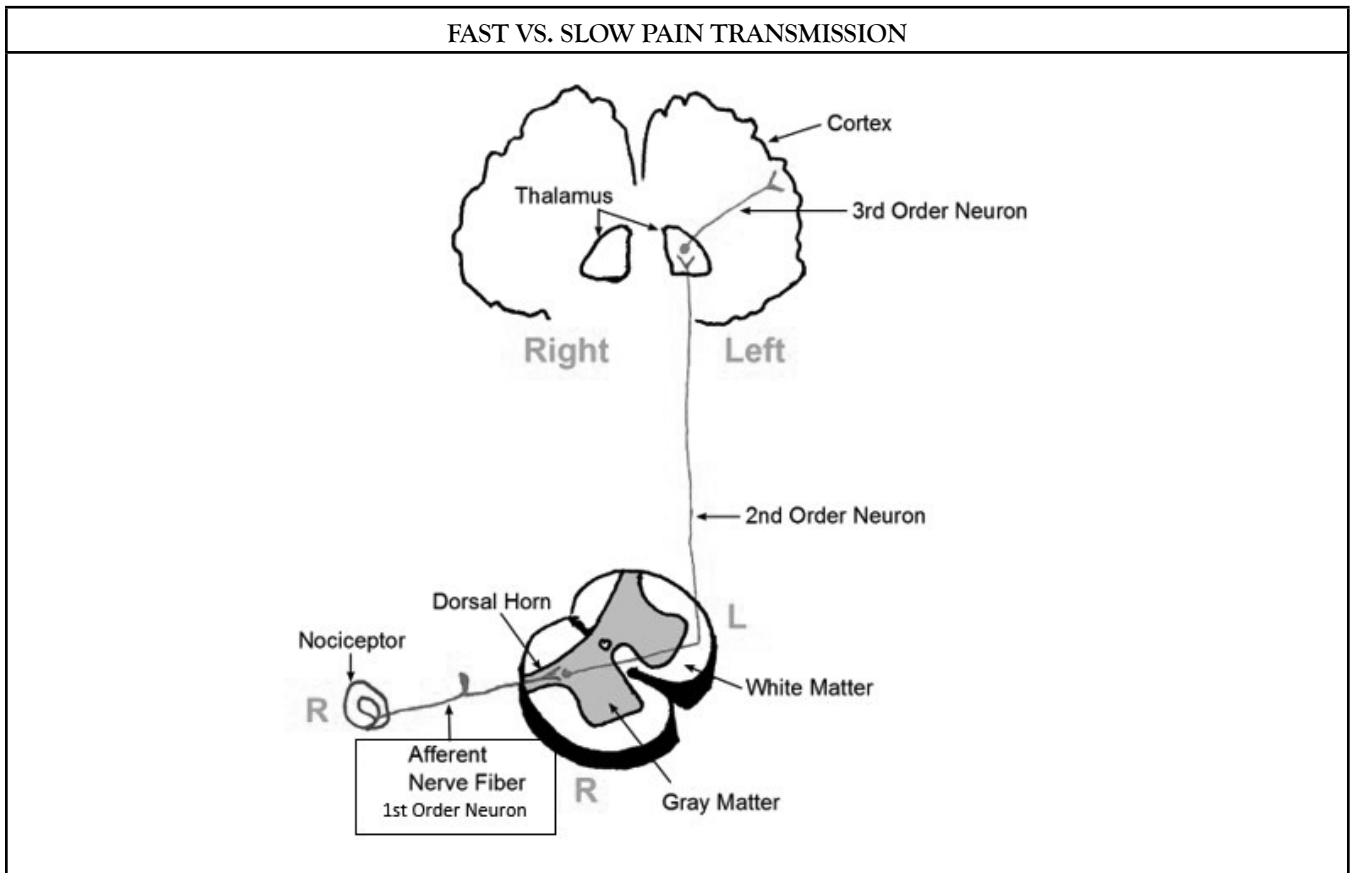 FAST VS. SLOW PAIN TRANSMISSION
Cortex
Thalamus
3rd Order Neuron
Right
Left
2nd Order Neuron
Dorsal Horn
L
Nociceptor
White Matter
R
Afferent
Nerve Fiber
1st Order Neuron
R
Gray Matter